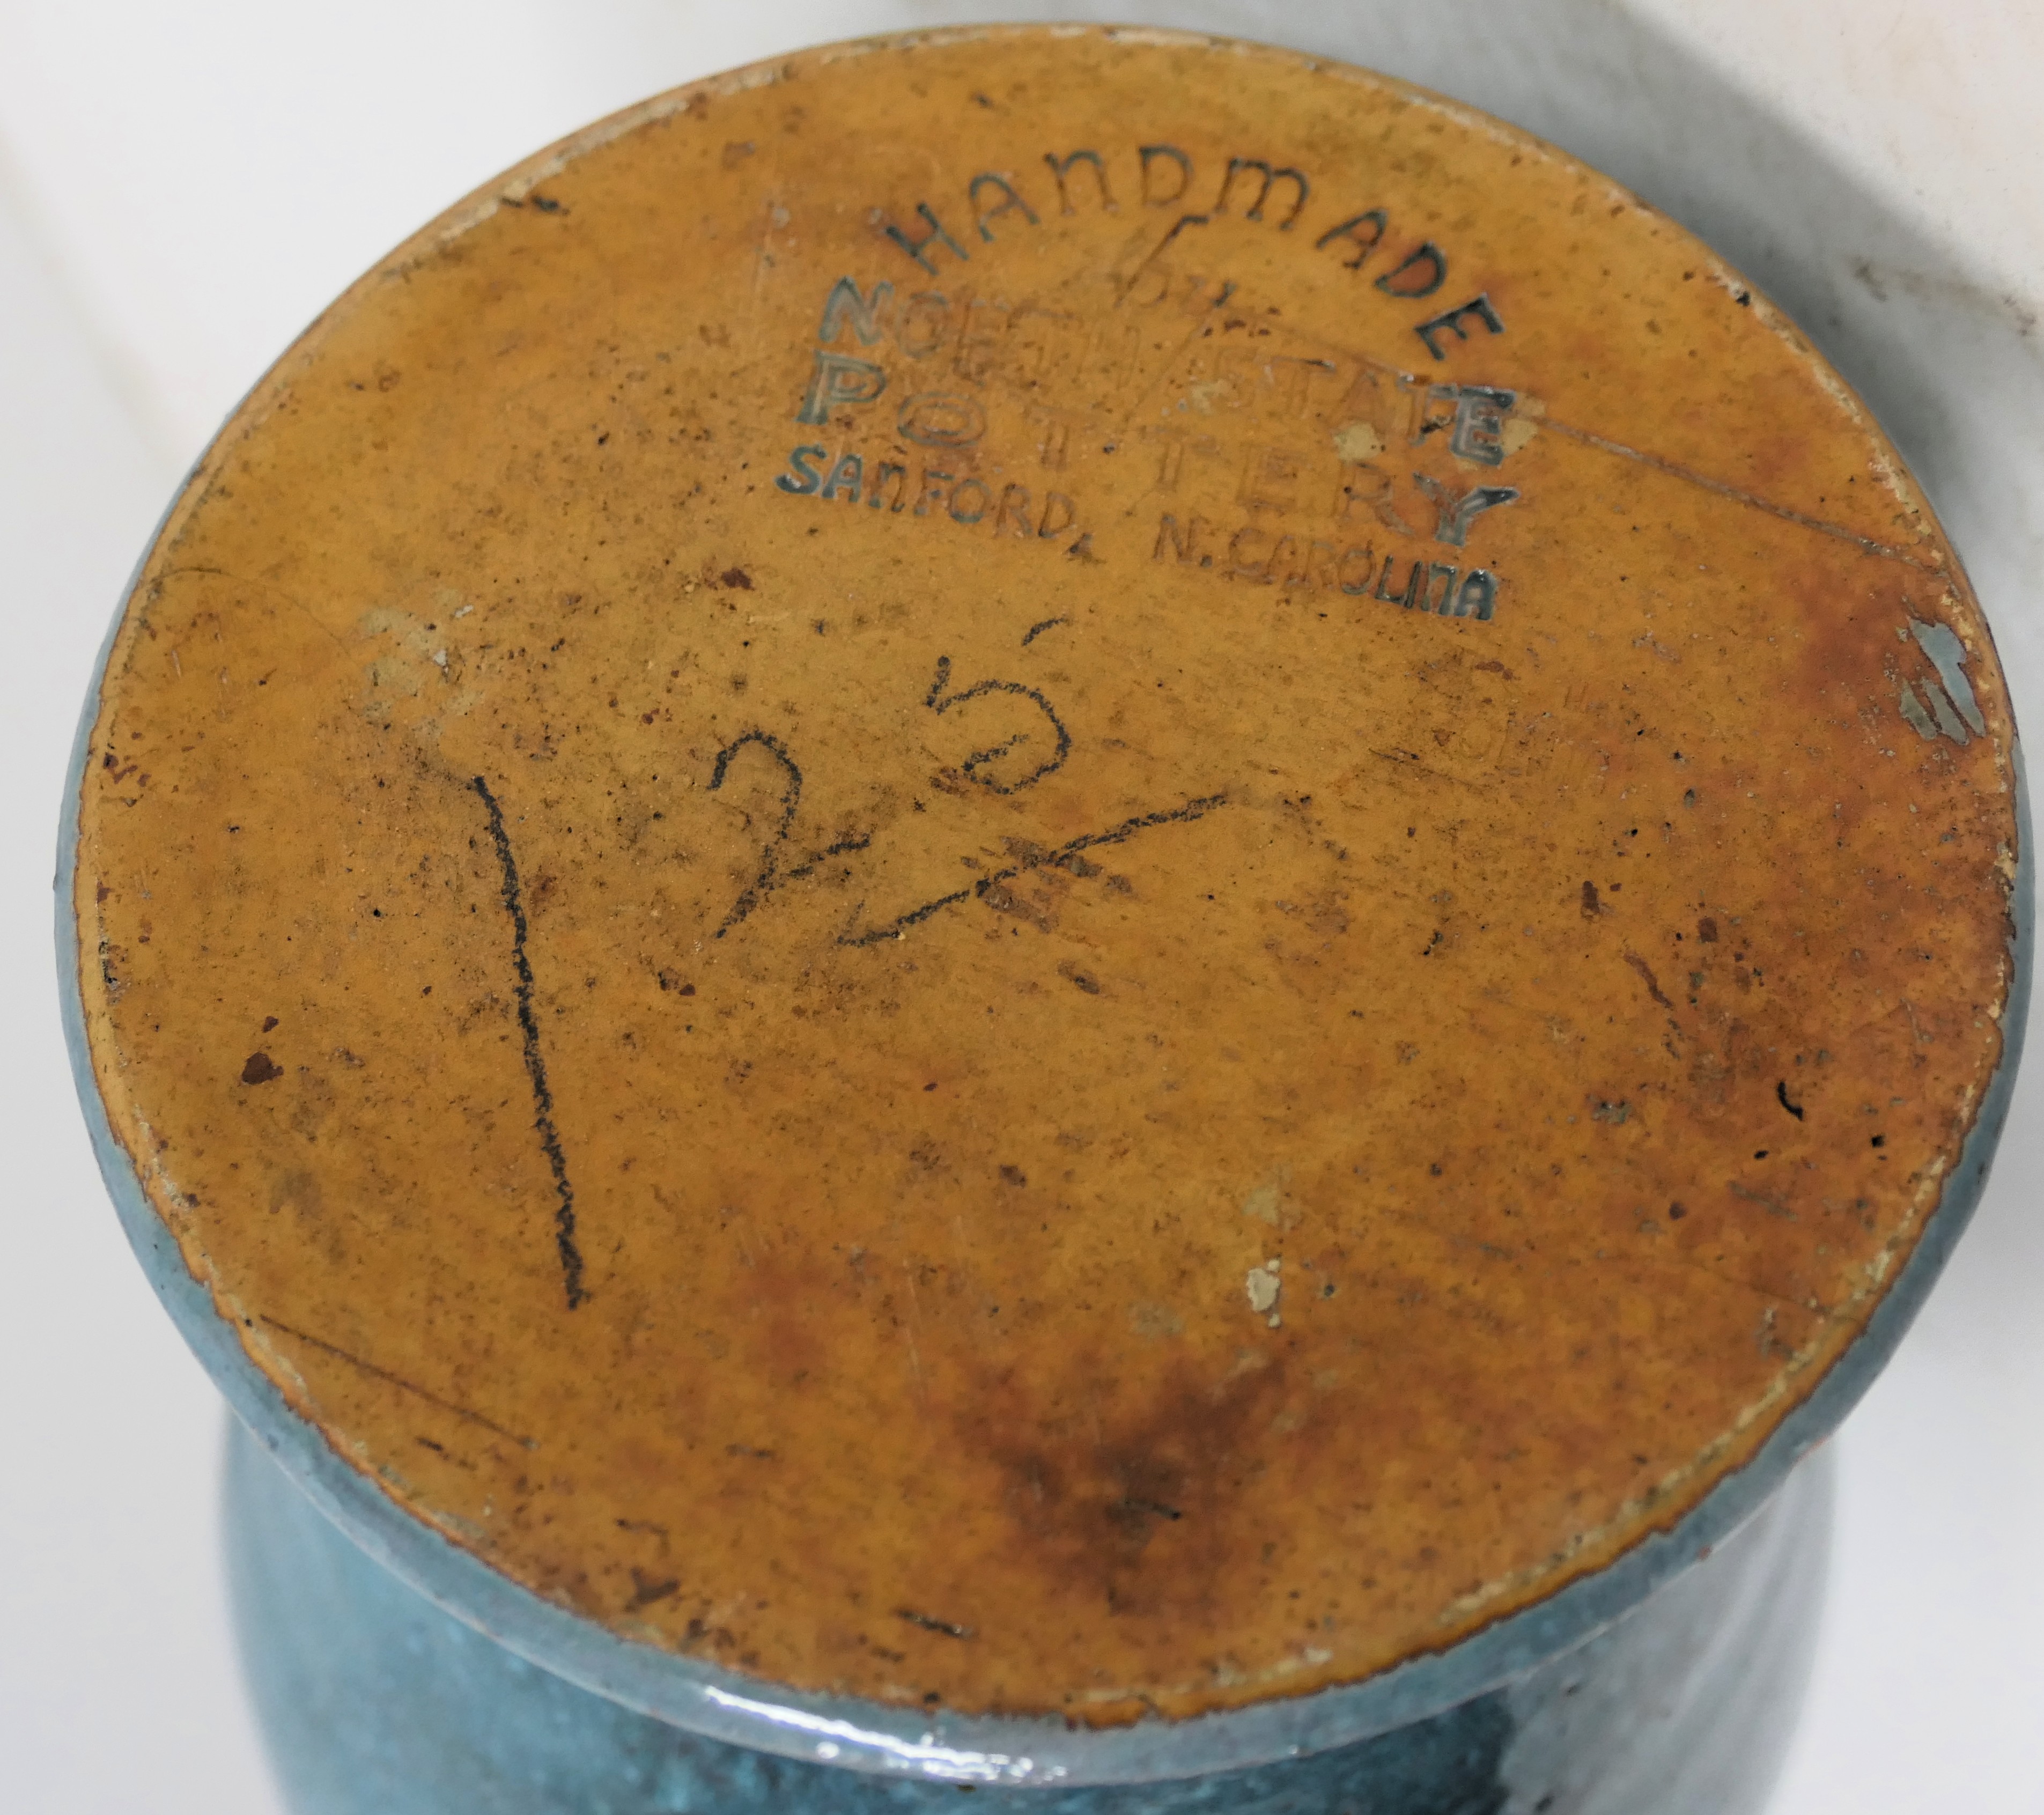 HANDMADE
NORTH STATE
POTTERY
SANFORD, N. CAROLINA
125